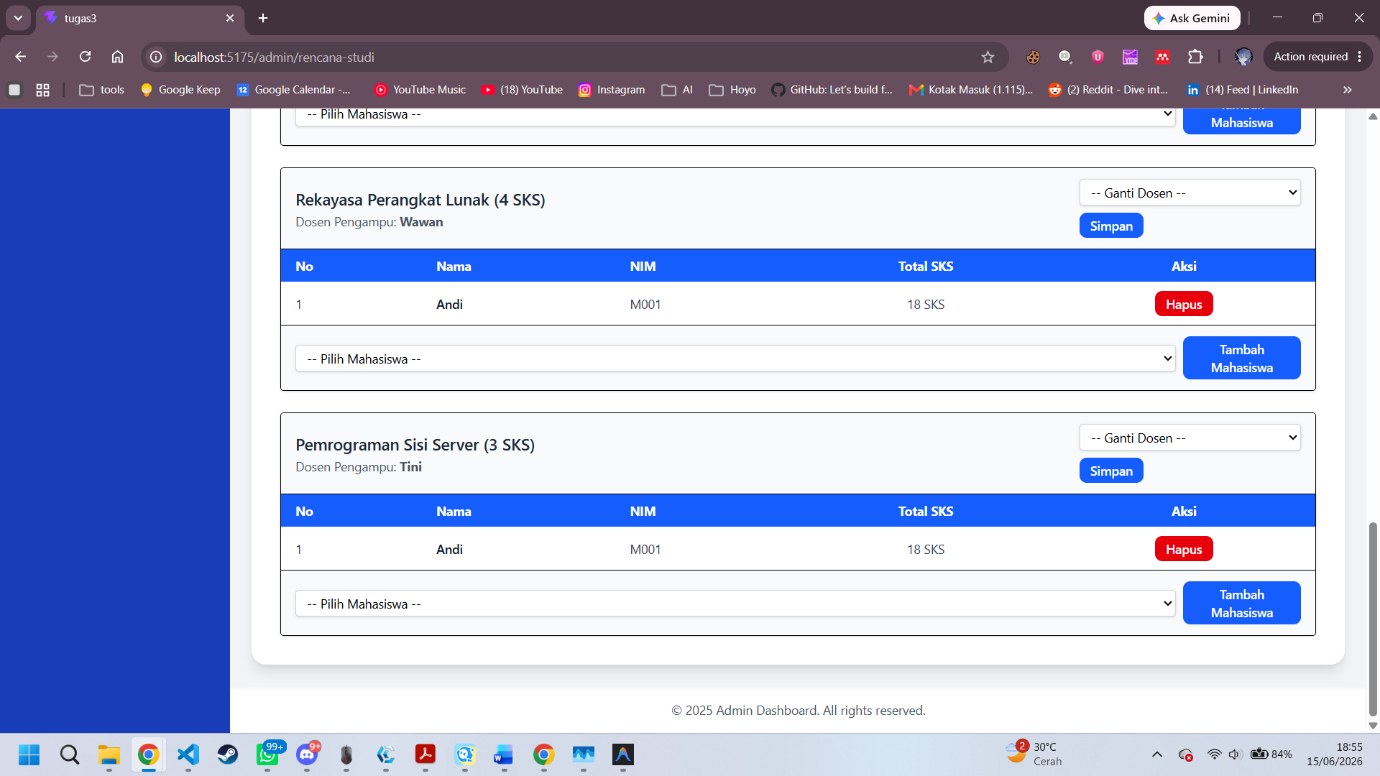 tugas3
Ask Gemini
localhost:5175/admin/rencana-studi
Action required
tools
Google Keep
12
Google Calendar -...
YouTube Music
(18) YouTube
Instagram
AI
Hoyo
GitHub: Let's build f...
Kotak Masuk (1.115)...
(2) Reddit - Dive int...
(14) Feed | LinkedIn
-- Pilih Mahasiswa --
Tambah
Mahasiswa
Rekayasa Perangkat Lunak (4 SKS)
Dosen Pengampu: Wawan
-- Ganti Dosen --
Simpan
No Nama NIM Total SKS Aksi
1 Andi M001 18 SKS Hapus
-- Pilih Mahasiswa --
Tambah
Mahasiswa
Pemrograman Sisi Server (3 SKS)
Dosen Pengampu: Tini
-- Ganti Dosen --
Simpan
No Nama NIM Total SKS Aksi
1 Andi M001 18 SKS Hapus
-- Pilih Mahasiswa --
Tambah
Mahasiswa
© 2025 Admin Dashboard. All rights reserved.
99+
9+
2
30°C
Cerah
84%
18:55
15/06/2026